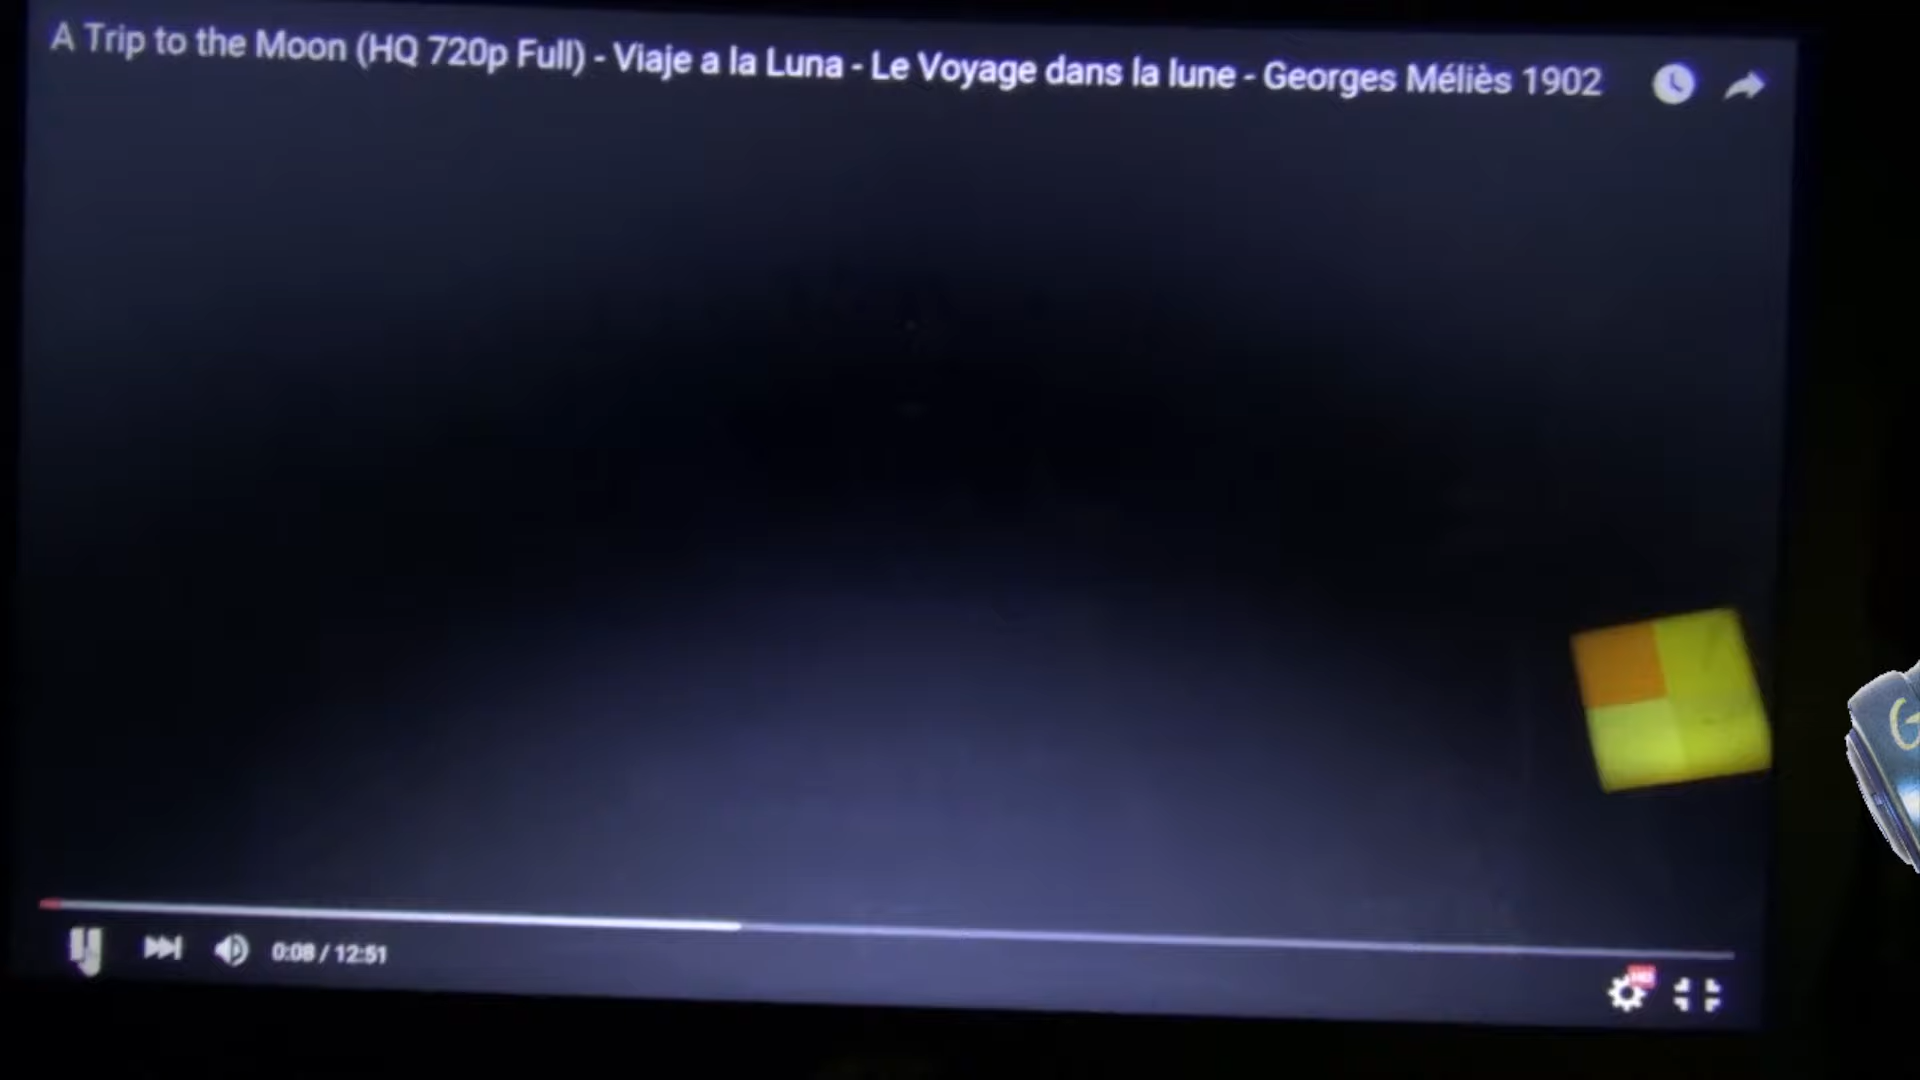 A Trip to the Moon (HQ 720p Full) - Viaje a la Luna - Le Voyage dans la lune - Georges Méliès 1902
0:08 / 12:51
HD